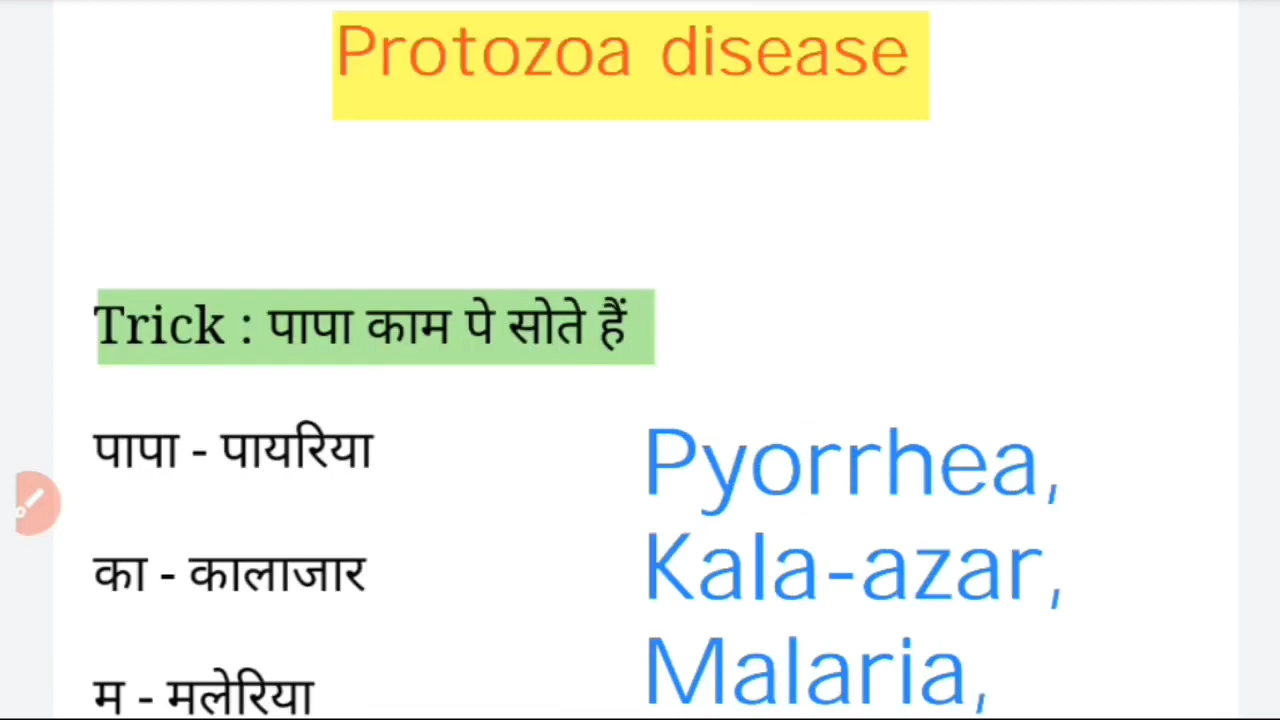 Protozoa disease
Trick : पापा काम पे सोते हैं
पापा - पायरिया
Pyorrhea,
का - कालाजार
Kala-azar,
म - मलेरिया
Malaria,